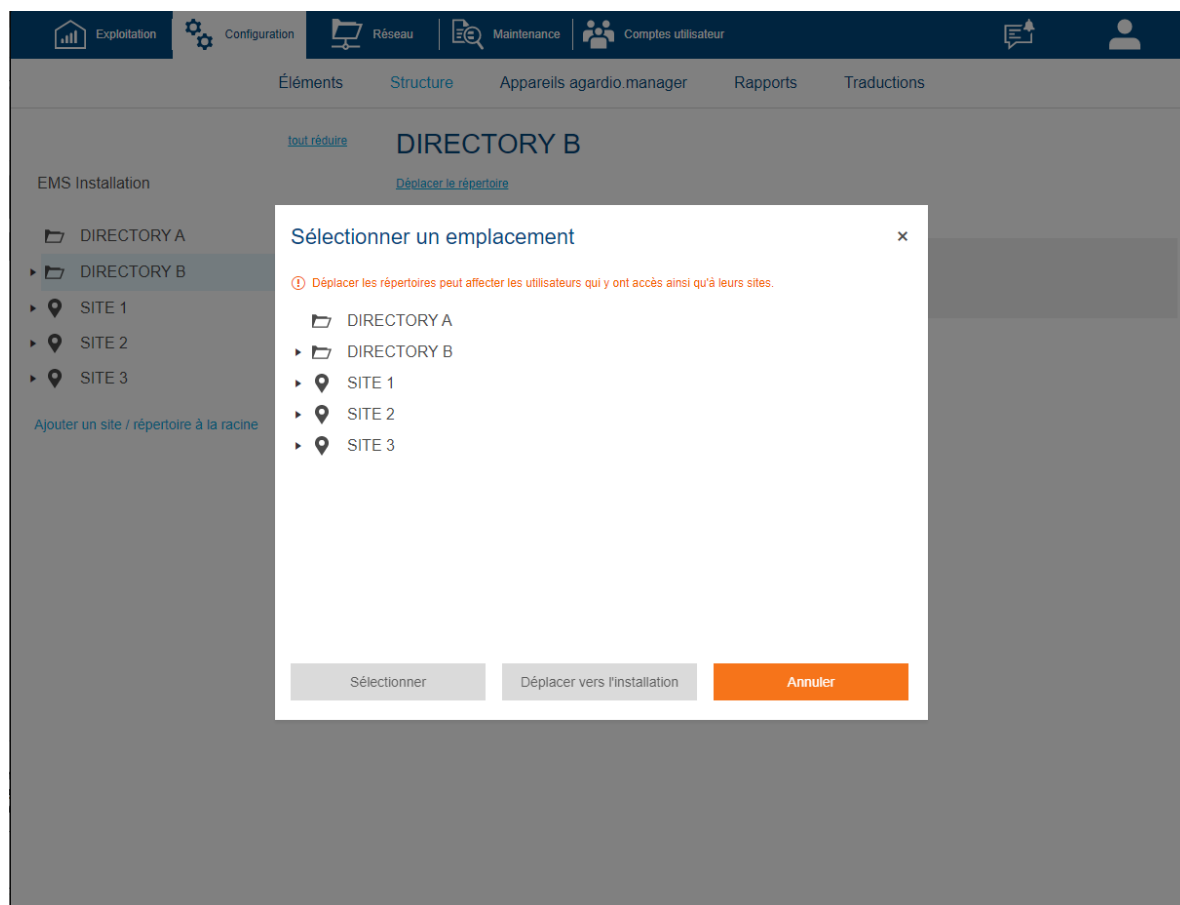 Exploitation Configuration Réseau Maintenance Comptes utilisateur
Éléments Structure Appareils agardio.manager Rapports Traductions
tout réduire
DIRECTORY B
EMS Installation
Déplacer le répertoire
DIRECTORY A
DIRECTORY B
SITE 1
SITE 2
SITE 3
Ajouter un site / répertoire à la racine
Sélectionner un emplacement
Déplacer les répertoires peut affecter les utilisateurs qui y ont accès ainsi qu'à leurs sites.
DIRECTORY A
DIRECTORY B
SITE 1
SITE 2
SITE 3
Sélectionner Déplacer vers l'installation Annuler